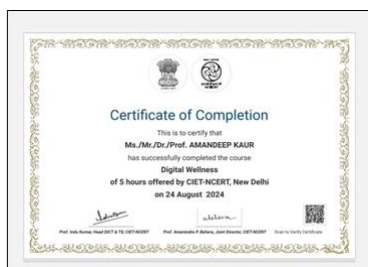 Certificate of Completion
This is to certify that
Ms./Mr./Dr./Prof. AMANDEEP KAUR
has successfully completed the course
Digital Wellness
of 5 hours offered by CIET-NCERT, New Delhi
on 24 August 2024
Prof. Indu Kumar, Head DICT & TD, CIET-NCERT
Prof. Amarendra P. Behera, Joint Director, CIET-NCERT
Scan to Verify Certificate